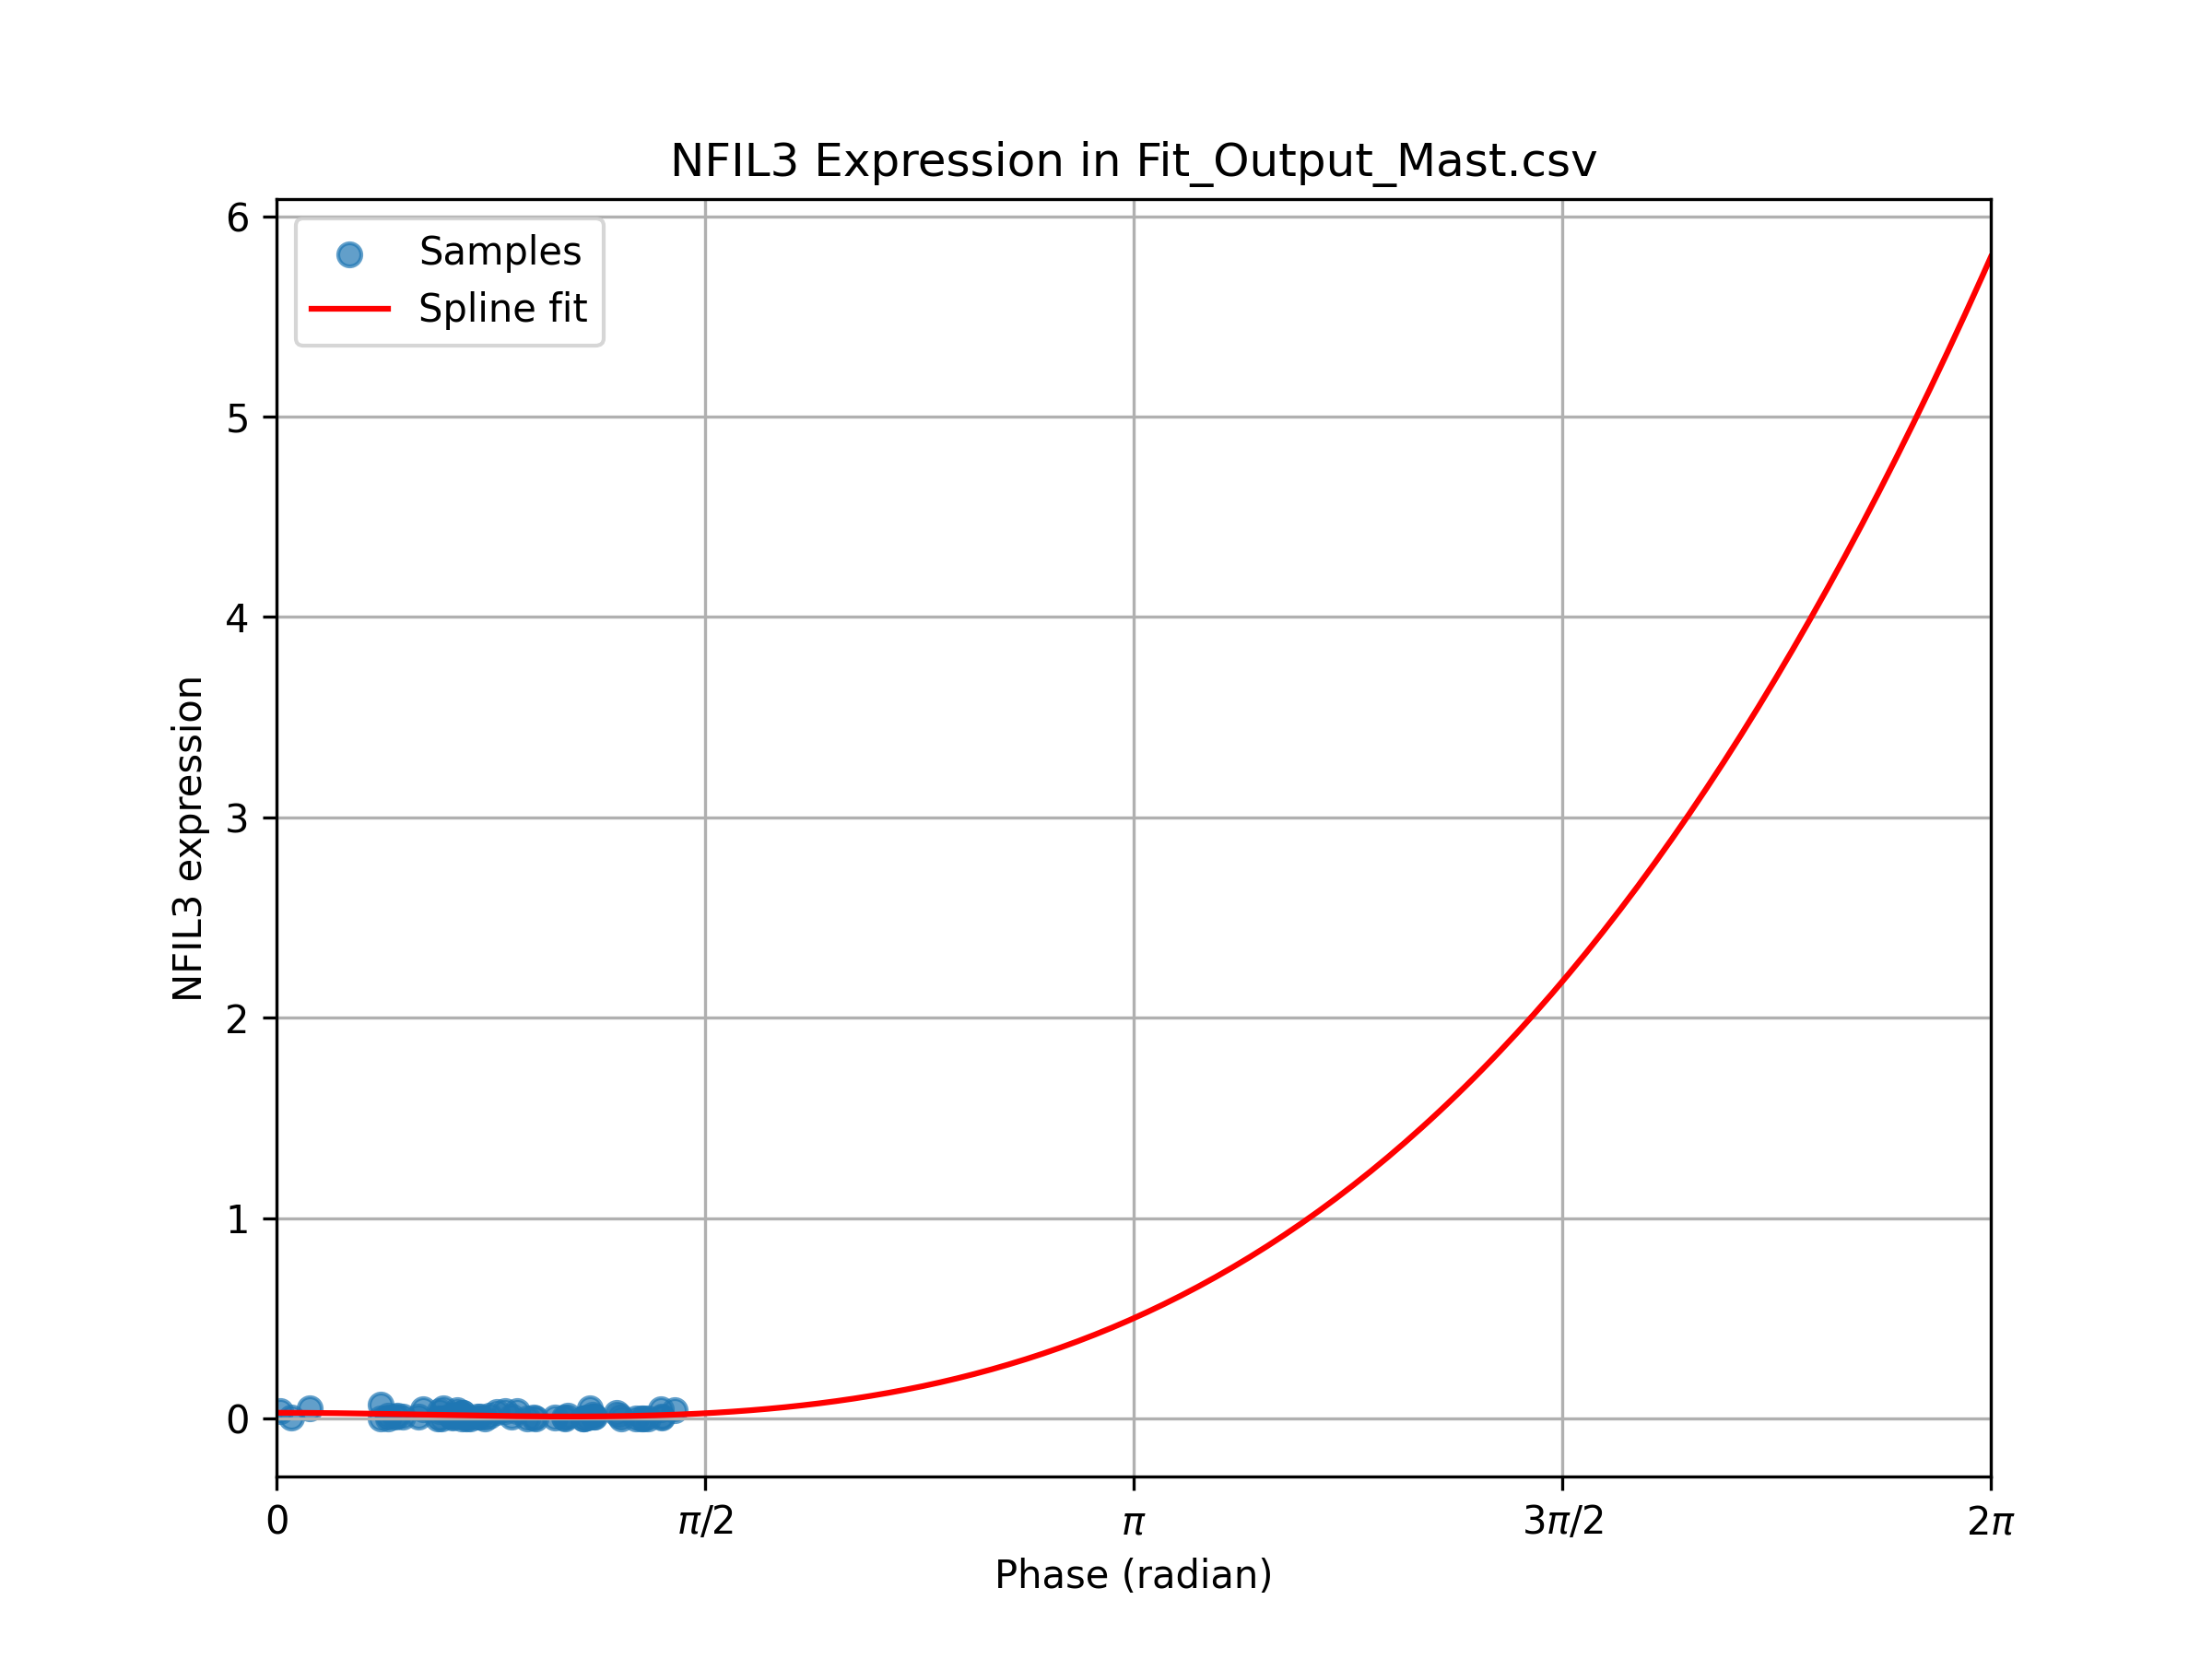 NFIL3 Expression in Fit_Output_Mast.csv
Samples
Spline fit
6
5
4
3
2
1
0
NFIL3 expression
0
π/2
π
3π/2
2π
Phase (radian)